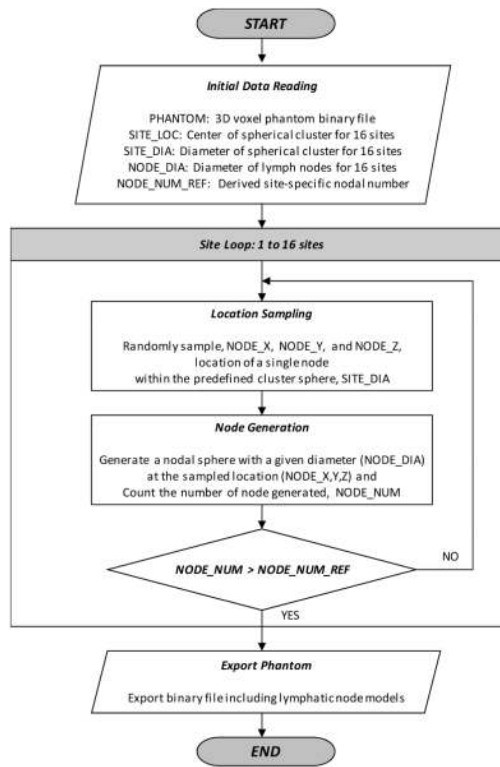 START
Initial Data Reading
PHANTOM: 3D voxel phantom binary file
SITE_LOC: Center of spherical cluster for 16 sites
SITE_DIA: Diameter of spherical cluster for 16 sites
NODE_DIA: Diameter of lymph nodes for 16 sites
NODE_NUM_REF: Derived site-specific nodal number
Site Loop: 1 to 16 sites
Location Sampling
Randomly sample, NODE_X, NODE_Y, and NODE_Z,
location of a single node
within the predefined cluster sphere, SITE_DIA
Node Generation
Generate a nodal sphere with a given diameter (NODE_DIA)
at the sampled location (NODE_X,Y,Z) and
Count the number of node generated, NODE_NUM
NODE_NUM > NODE_NUM_REF
NO
YES
Export Phantom
Export binary file including lymphatic node models
END